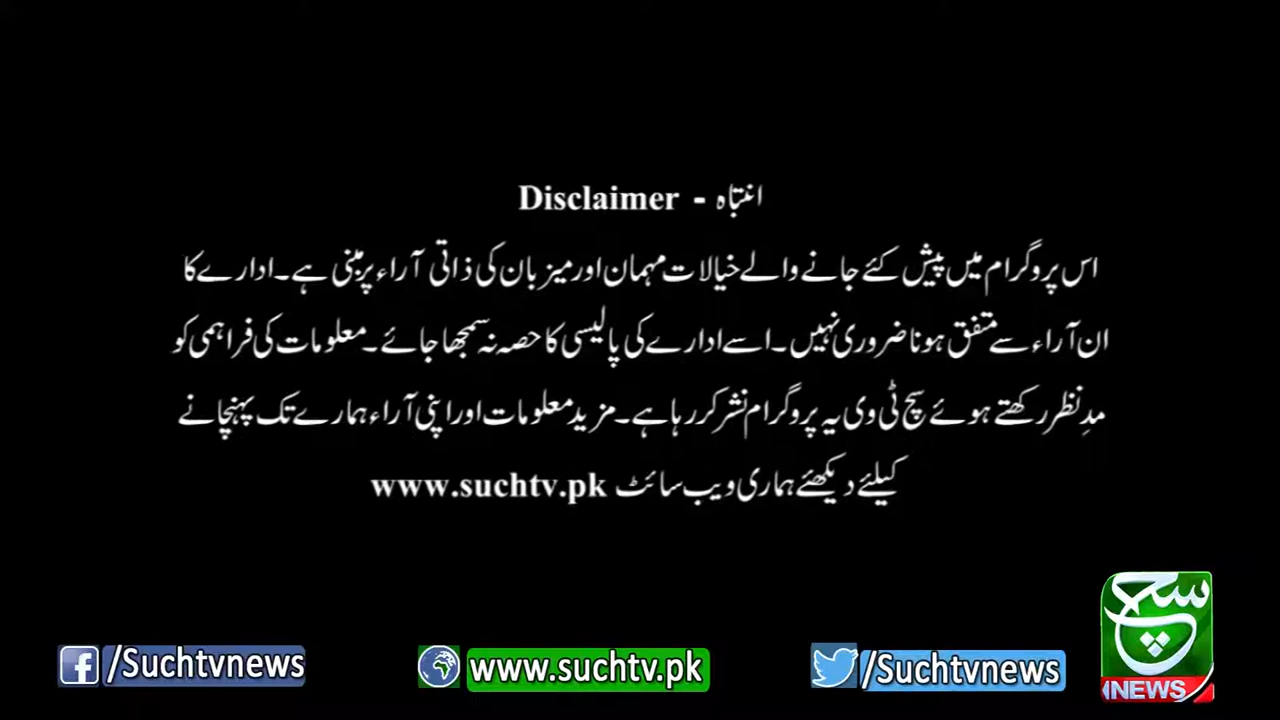 انتباہ - Disclaimer
اس پروگرام میں پیش کئے جانے والے خیالات مہمان اور میزبان کی ذاتی آراء پر مبنی ہے۔ ادارے کا
ان آراء سے متفق ہونا ضروری نہیں۔ اسے ادارے کی پالیسی کا حصہ نہ سمجھا جائے۔ معلومات کی فراہمی کو
مدِ نظر رکھتے ہوئے سچ ٹی وی یہ پروگرام نشر کر رہا ہے۔ مزید معلومات اور اپنی آراء ہمارے تک پہنچانے
کیلئے دیکھئے ہماری ویب سائٹ www.suchtv.pk
سچ
NEWS
/Suchtvnews
www.suchtv.pk
/Suchtvnews